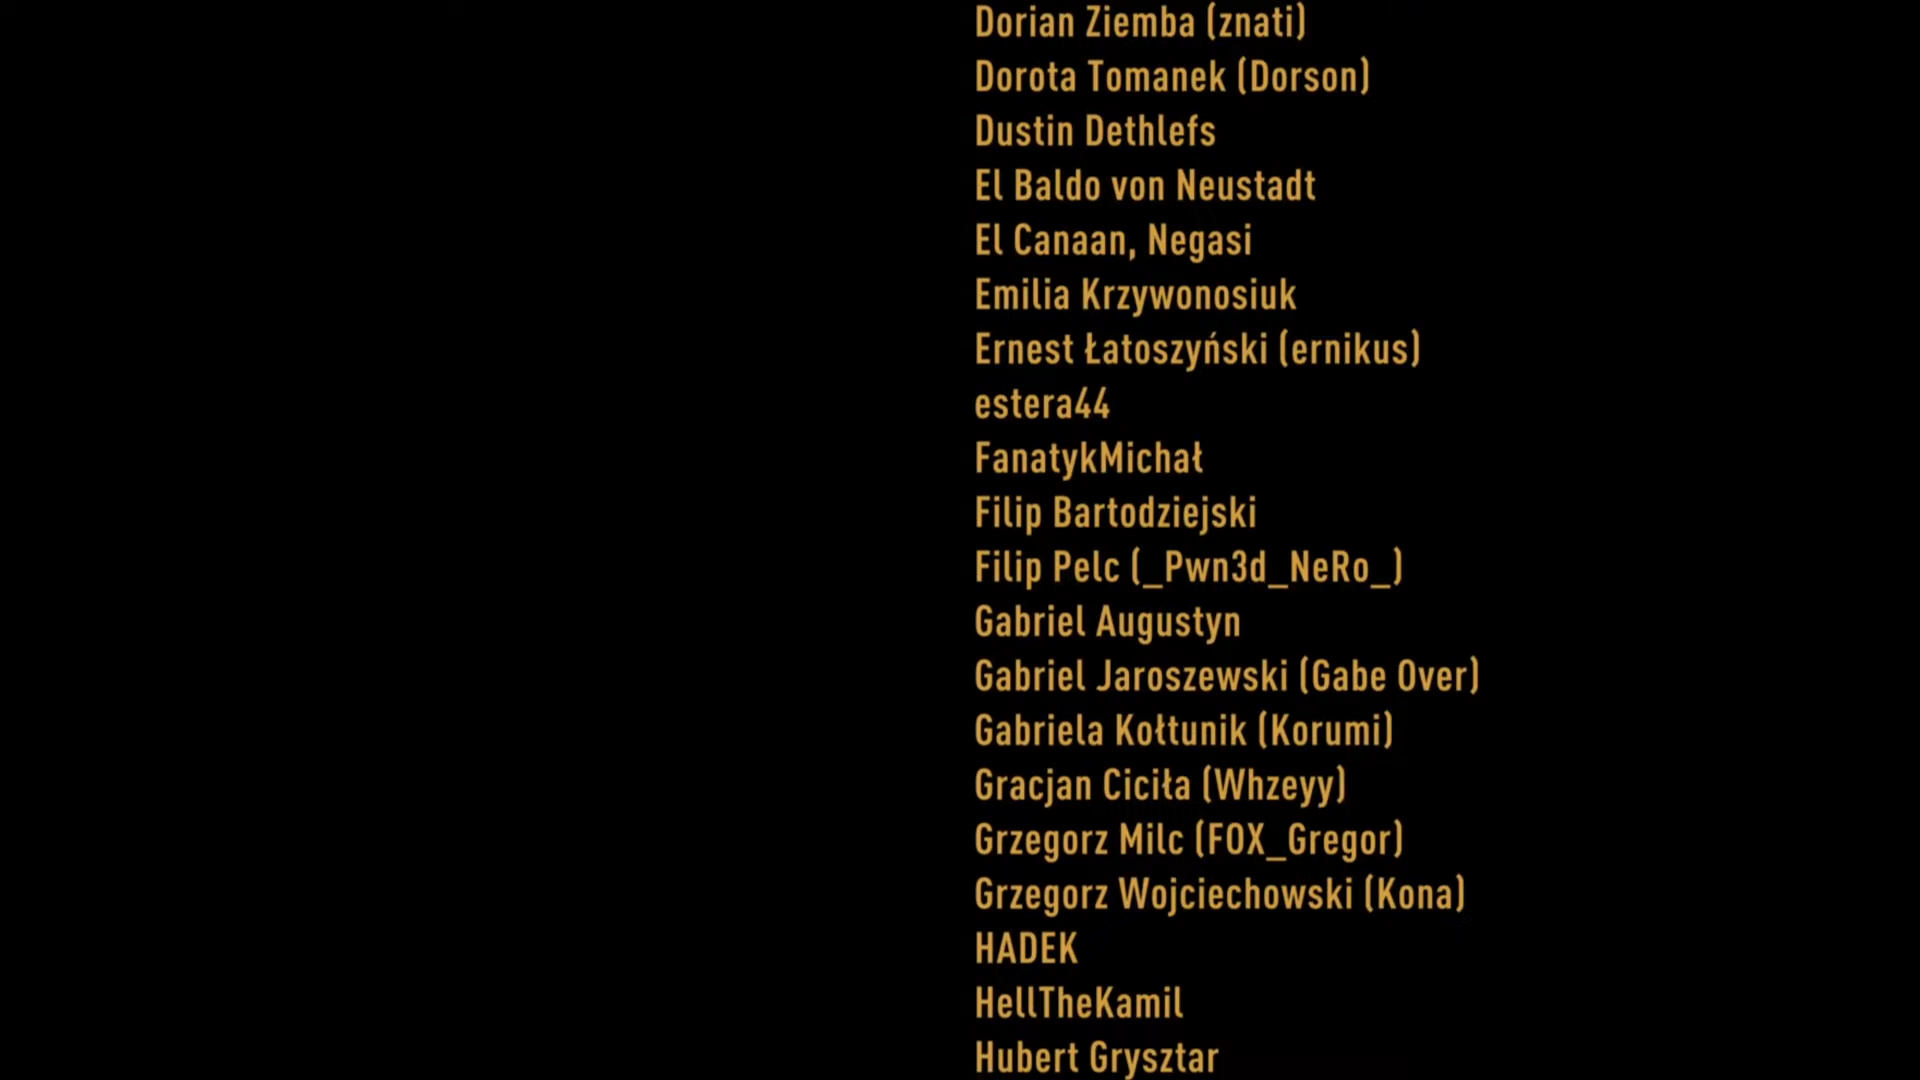 Dorian Ziemba (znati)
Dorota Tomanek (Dorson)
Dustin Dethlefs
El Baldo von Neustadt
El Canaan, Negasi
Emilia Krzywonosiuk
Ernest Łatoszyński (ernikus)
estera44
FanatykMichał
Filip Bartodziejski
Filip Pelc (_Pwn3d_NeRo_)
Gabriel Augustyn
Gabriel Jaroszewski (Gabe Over)
Gabriela Kołtunik (Korumi)
Gracjan Ciciła (Whzeyy)
Grzegorz Milc (FOX_Gregor)
Grzegorz Wojciechowski (Kona)
HADEK
HellTheKamil
Hubert Grysztar